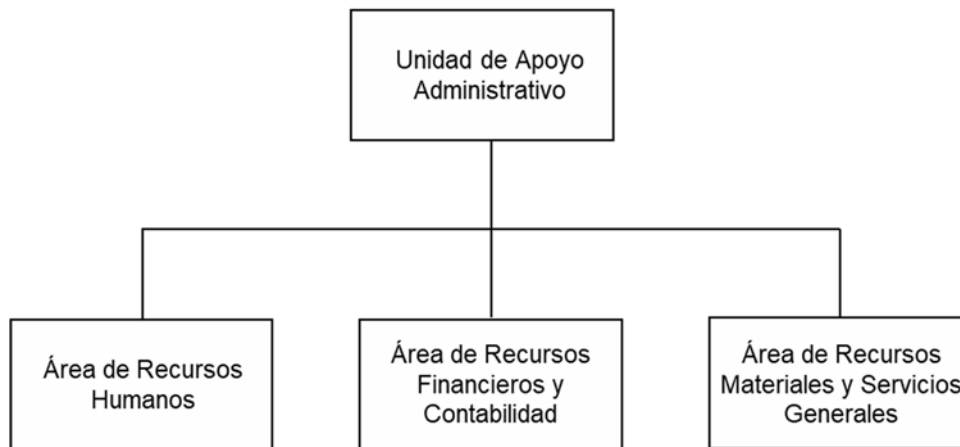 Unidad de Apoyo
Administrativo
Área de Recursos
Humanos
Área de Recursos
Financieros y
Contabilidad
Área de Recursos
Materiales y Servicios
Generales